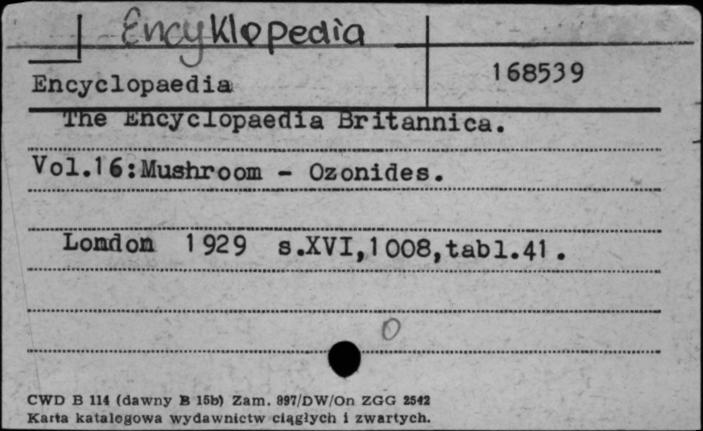 Encyklopedia
168539
Encyclopaedia
The Encyclopaedia Britannica.
Vol.16:Mushroom - Ozonides.
London 1929 s.XVI,1008,tabl.41.
0
CWD B 114 (dawny B 15b) Zam. 997/DW/On ZGG 2542
Karta katalogowa wydawnictw ciągłych i zwartych.